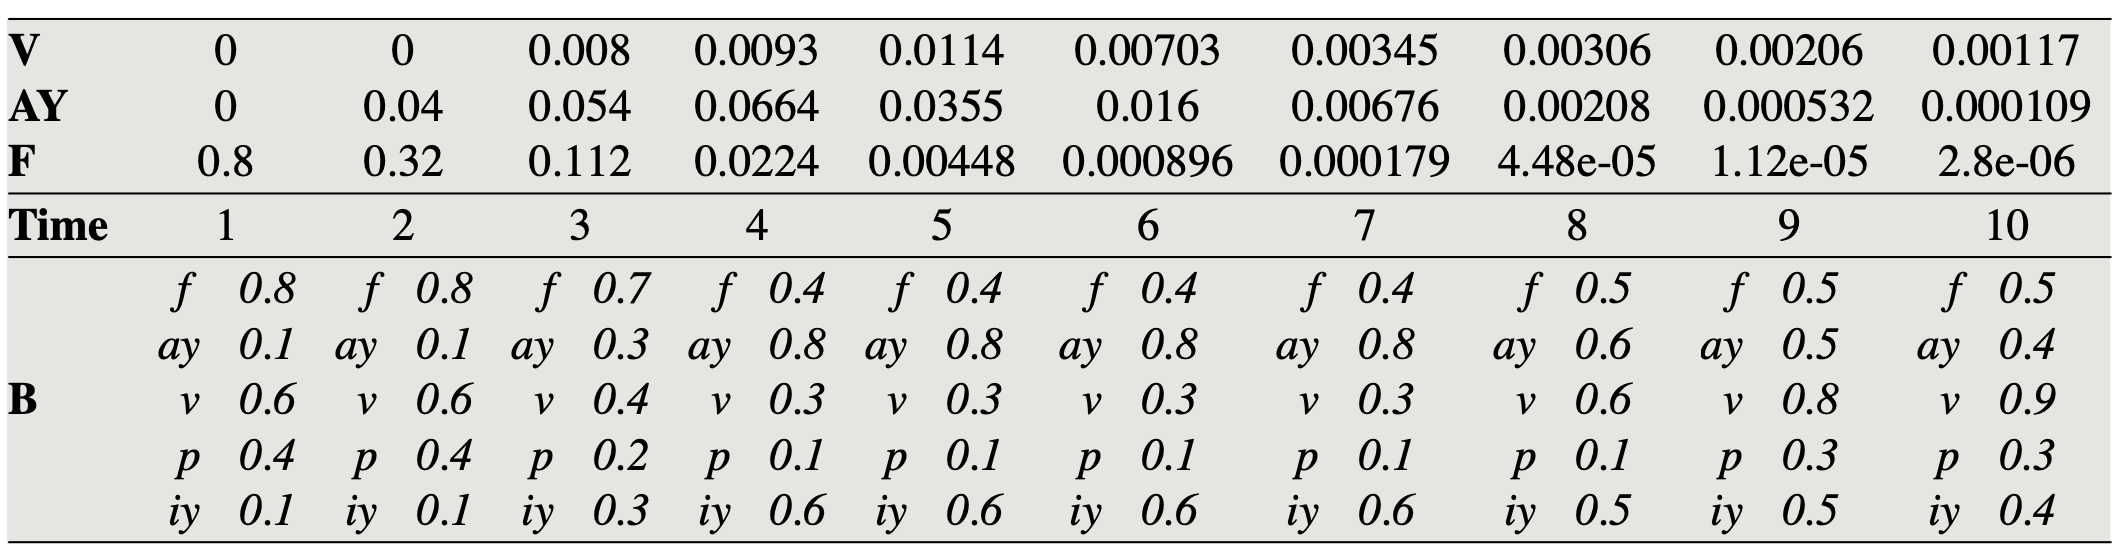 V 0 0 0.008 0.0093 0.0114 0.00703 0.00345 0.00306 0.00206 0.00117
AY 0 0.04 0.054 0.0664 0.0355 0.016 0.00676 0.00208 0.000532 0.000109
F 0.8 0.32 0.112 0.0224 0.00448 0.000896 0.000179 4.48e-05 1.12e-05 2.8e-06
Time 1 2 3 4 5 6 7 8 9 10
f 0.8 f 0.8 f 0.7 f 0.4 f 0.4 f 0.4 f 0.4 f 0.5 f 0.5 f 0.5
ay 0.1 ay 0.1 ay 0.3 ay 0.8 ay 0.8 ay 0.8 ay 0.8 ay 0.6 ay 0.5 ay 0.4
B v 0.6 v 0.6 v 0.4 v 0.3 v 0.3 v 0.3 v 0.3 v 0.6 v 0.8 v 0.9
p 0.4 p 0.4 p 0.2 p 0.1 p 0.1 p 0.1 p 0.1 p 0.1 p 0.3 p 0.3
iy 0.1 iy 0.1 iy 0.3 iy 0.6 iy 0.6 iy 0.6 iy 0.6 iy 0.5 iy 0.5 iy 0.4